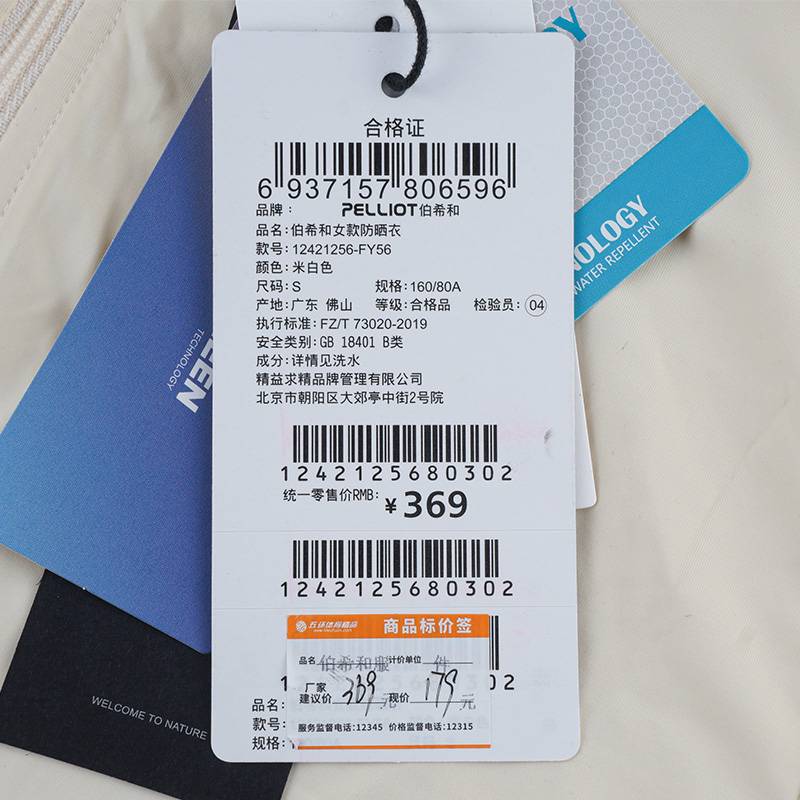 合格证
6 937157 806596
品牌: PELLIOT伯希和
品名:伯希和女款防晒衣
款号:12421256-FY56
颜色:米白色
尺码:S 规格:160/80A
产地:广东 佛山 等级:合格品 检验员:04
执行标准:FZ/T 73020-2019
安全类别:GB 18401 B类
成分:详情见洗水
精益求精品牌管理有限公司
北京市朝阳区大郊亭中街2号院
1242125680302
统一零售价RMB: ¥369
1242125680302
五环体育精品 商品标价签
品名 伯希和服 计价单位 件
厂家
建议价 369 元 现价 179 元
服务监督电话:12345 价格监督电话:12315
02
品名:
款号:
规格:
NOLOGY
WATER REPELLENT
TECHNOLOGY
WELCOME TO NATURE